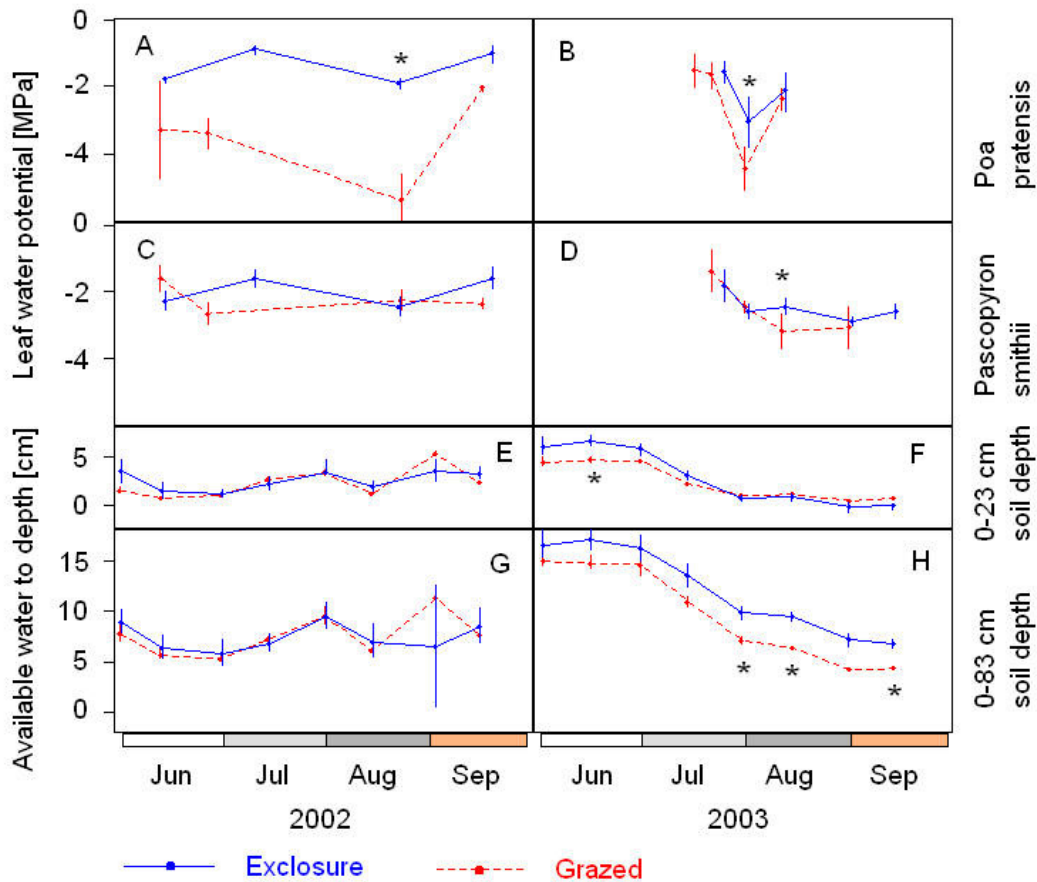 0
A
*
B
*
-2
-4
Leaf water potential [MPa]
Poa
pratensis
0
C
D
*
-2
-4
Pascopyron
smithii
5
0
E
F
*
0-23 cm
soil depth
Available water to depth [cm]
15
10
5
0
G
H
*
*
*
0-83 cm
soil depth
Jun
Jul
Aug
Sep
Jun
Jul
Aug
Sep
2002
2003
Exclosure
Grazed